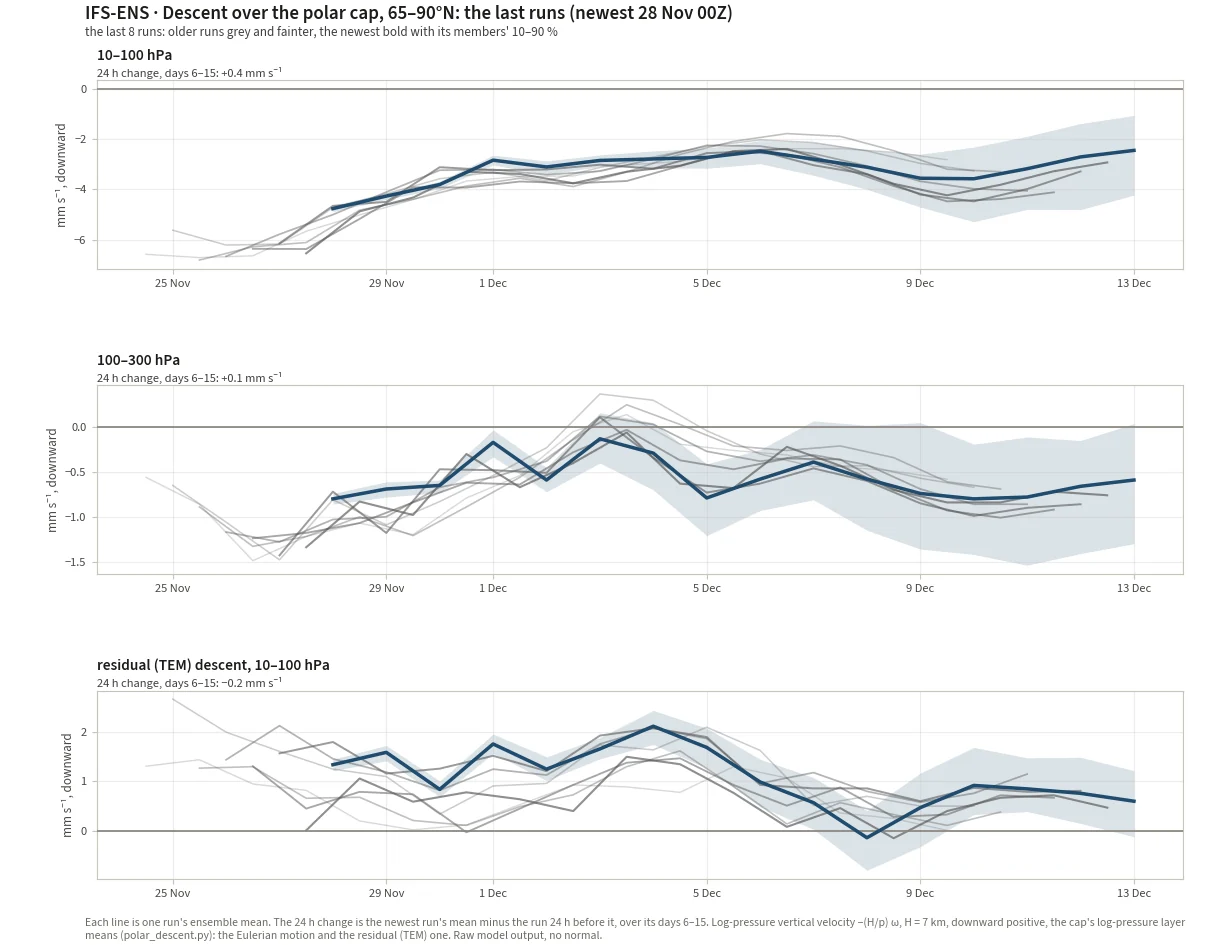 IFS-ENS · Descent over the polar cap, 65–90°N: the last runs (newest 28 Nov 00Z)
the last 8 runs: older runs grey and fainter, the newest bold with its members' 10–90 %
10–100 hPa
24 h change, days 6–15: +0.4 mm s⁻¹
mm s⁻¹, downward
0
−2
−4
−6
25 Nov 29 Nov 1 Dec 5 Dec 9 Dec 13 Dec
100–300 hPa
24 h change, days 6–15: +0.1 mm s⁻¹
mm s⁻¹, downward
0.0
−0.5
−1.0
−1.5
25 Nov 29 Nov 1 Dec 5 Dec 9 Dec 13 Dec
residual (TEM) descent, 10–100 hPa
24 h change, days 6–15: −0.2 mm s⁻¹
mm s⁻¹, downward
2
1
0
25 Nov 29 Nov 1 Dec 5 Dec 9 Dec 13 Dec
Each line is one run's ensemble mean. The 24 h change is the newest run's mean minus the run 24 h before it, over its days 6–15. Log-pressure vertical velocity −(H/p) ω, H = 7 km, downward positive, the cap's log-pressure layer
means (polar_descent.py): the Eulerian motion and the residual (TEM) one. Raw model output, no normal.